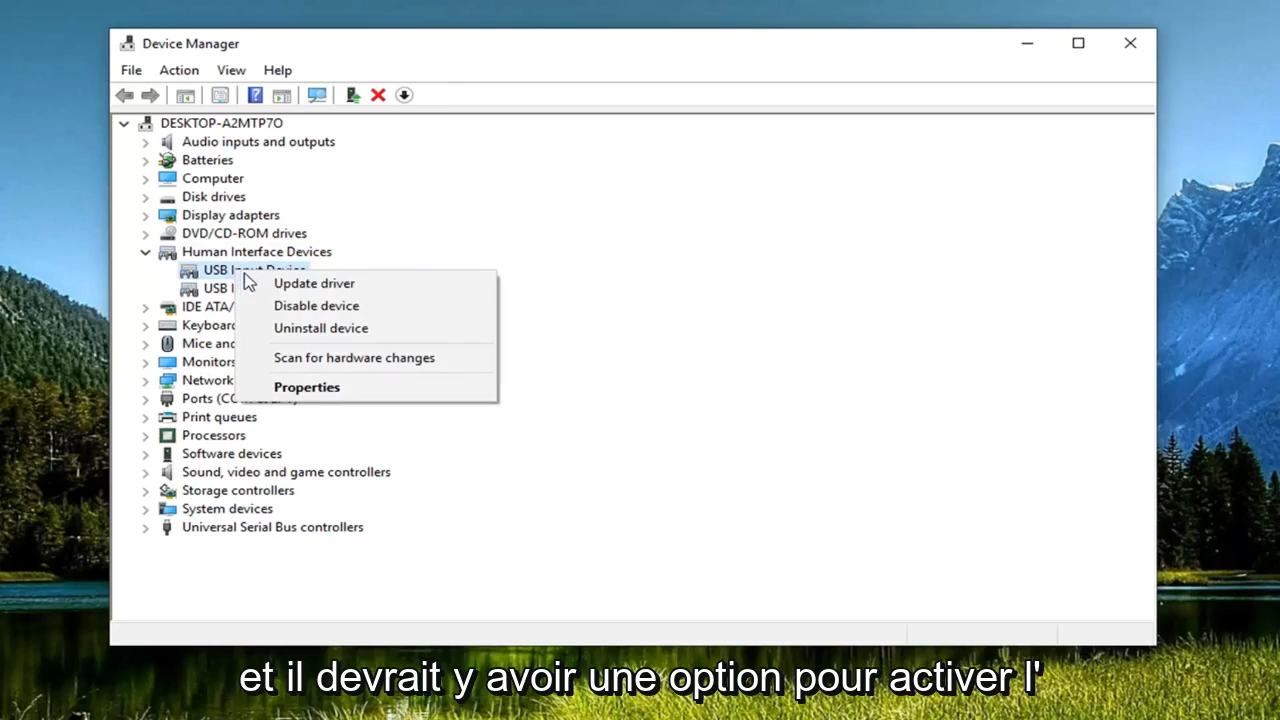 Device Manager
File Action View Help
DESKTOP-A2MTP7O
Audio inputs and outputs
Batteries
Computer
Disk drives
Display adapters
DVD/CD-ROM drives
Human Interface Devices
USB Input Device
USB
Update driver
Disable device
Uninstall device
Scan for hardware changes
Properties
IDE ATA/
Keyboard
Mice and
Monitors
Network
Ports
Print queues
Processors
Software devices
Sound, video and game controllers
Storage controllers
System devices
Universal Serial Bus controllers
et il devrait y avoir une option pour activer l'